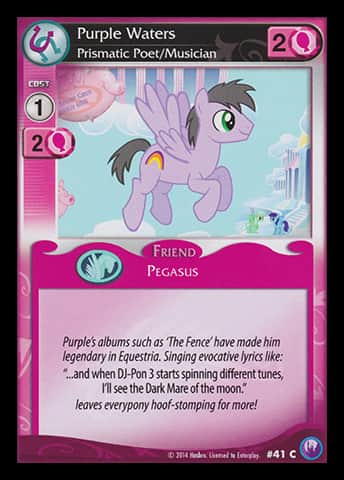 Purple Waters
Prismatic Poet/Musician
2
COST
1
2
FRIEND
PEGASUS
Purple's albums such as 'The Fence' have made him
legendary in Equestria. Singing evocative lyrics like:
"...and when DJ-Pon 3 starts spinning different tunes,
I'll see the Dark Mare of the moon."
leaves everypony hoof-stomping for more!
© 2014 Hasbro. Licensed to Enterplay.
#41 C